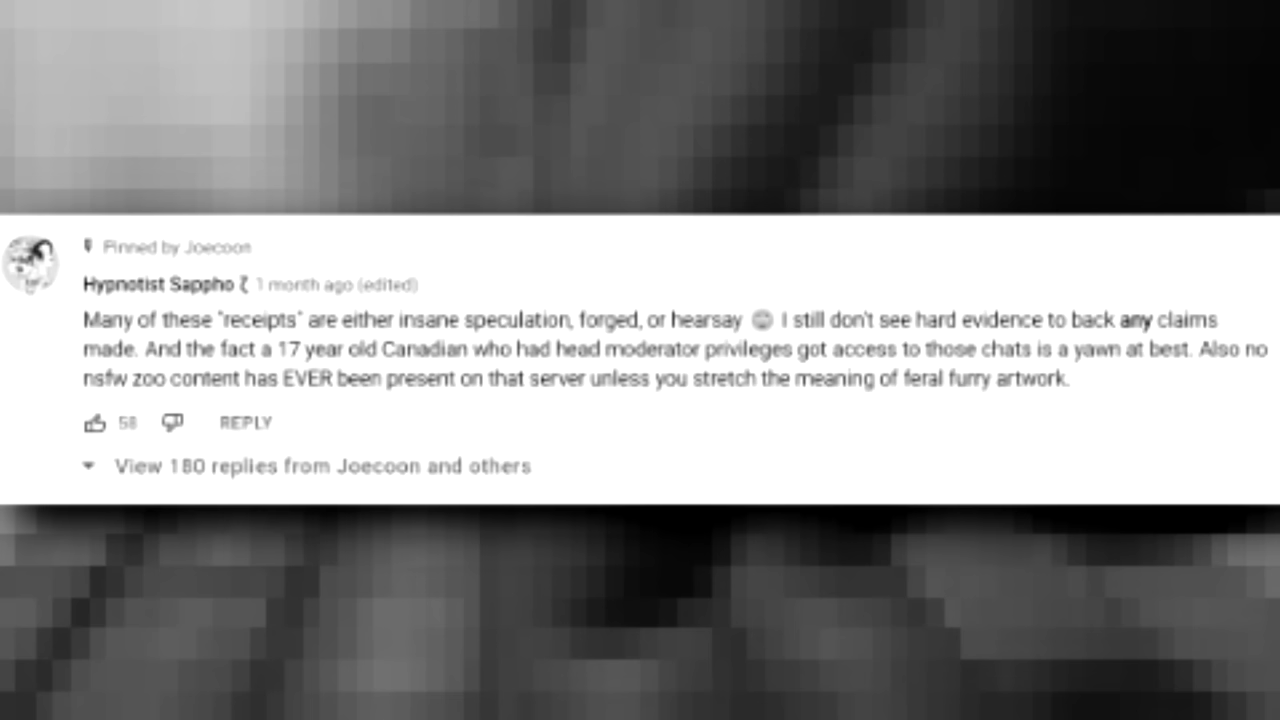 Pinned by Joecoon
Hypnotist Sappho ζ 1 month ago (edited)
Many of these "receipts" are either insane speculation, forged, or hearsay I still don't see hard evidence to back any claims
made. And the fact a 17 year old Canadian who had head moderator privileges got access to those chats is a yawn at best. Also no
nsfw zoo content has EVER been present on that server unless you stretch the meaning of feral furry artwork.
58 REPLY
View 180 replies from Joecoon and others